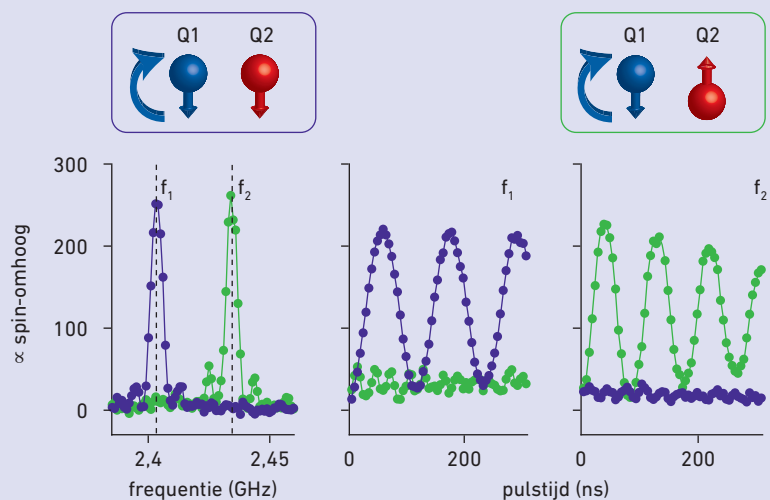 Q1 Q2
Q1 Q2
300
200
100
0
∝ spin-omhoog
f1
f2
2,4 2,45
frequentie (GHz)
f1
0 200
f2
0 200
pulstijd (ns)